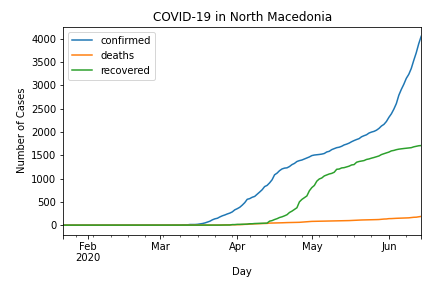 COVID-19 in North Macedonia
confirmed
deaths
recovered
Number of Cases
4000
3500
3000
2500
2000
1500
1000
500
0
Feb
2020
Mar
Apr
May
Jun
Day